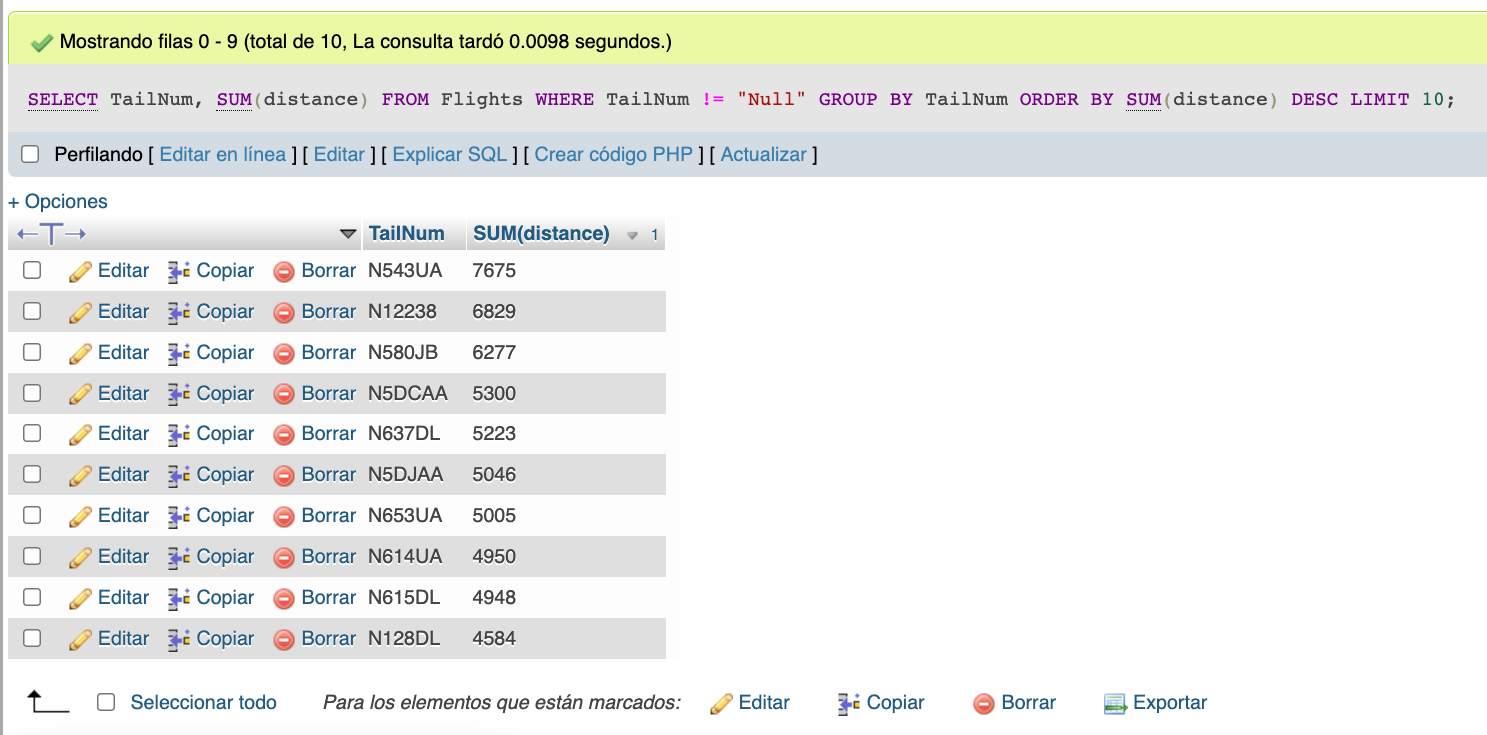 Mostrando filas 0 - 9 (total de 10, La consulta tardó 0.0098 segundos.)
SELECT TailNum, SUM(distance) FROM Flights WHERE TailNum != "Null" GROUP BY TailNum ORDER BY SUM(distance) DESC LIMIT 10;
Perfilando [ Editar en línea ] [ Editar ] [ Explicar SQL ] [ Crear código PHP ] [ Actualizar ]
+ Opciones
←T→ TailNum SUM(distance) 1
Editar Copiar Borrar N543UA 7675
Editar Copiar Borrar N12238 6829
Editar Copiar Borrar N580JB 6277
Editar Copiar Borrar N5DCAA 5300
Editar Copiar Borrar N637DL 5223
Editar Copiar Borrar N5DJAA 5046
Editar Copiar Borrar N653UA 5005
Editar Copiar Borrar N614UA 4950
Editar Copiar Borrar N615DL 4948
Editar Copiar Borrar N128DL 4584
Seleccionar todo Para los elementos que están marcados: Editar Copiar Borrar Exportar